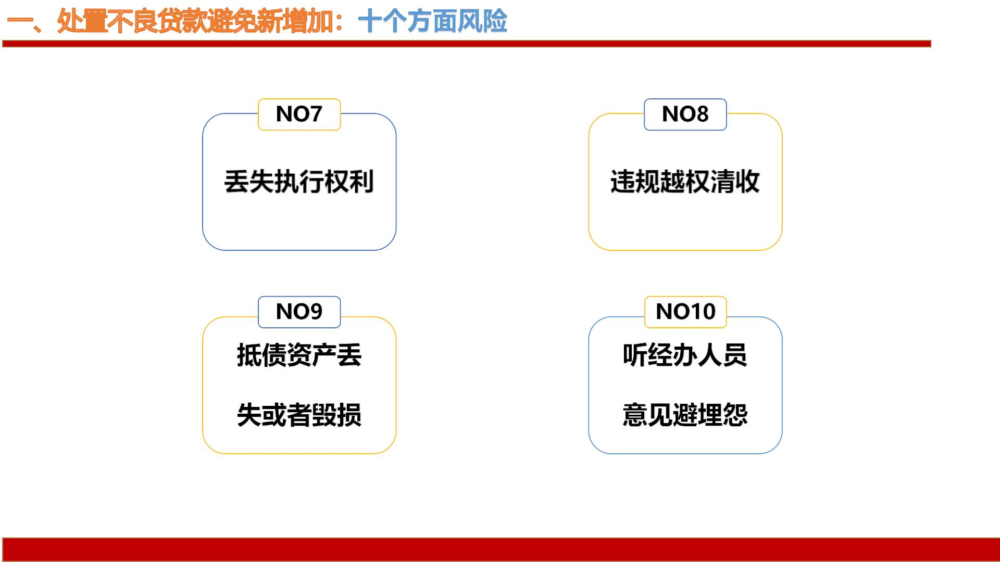 一、处置不良贷款避免新增加：十个方面风险
NO7
丢失执行权利
NO8
违规越权清收
NO9
抵债资产丢
失或者毁损
NO10
听经办人员
意见避埋怨